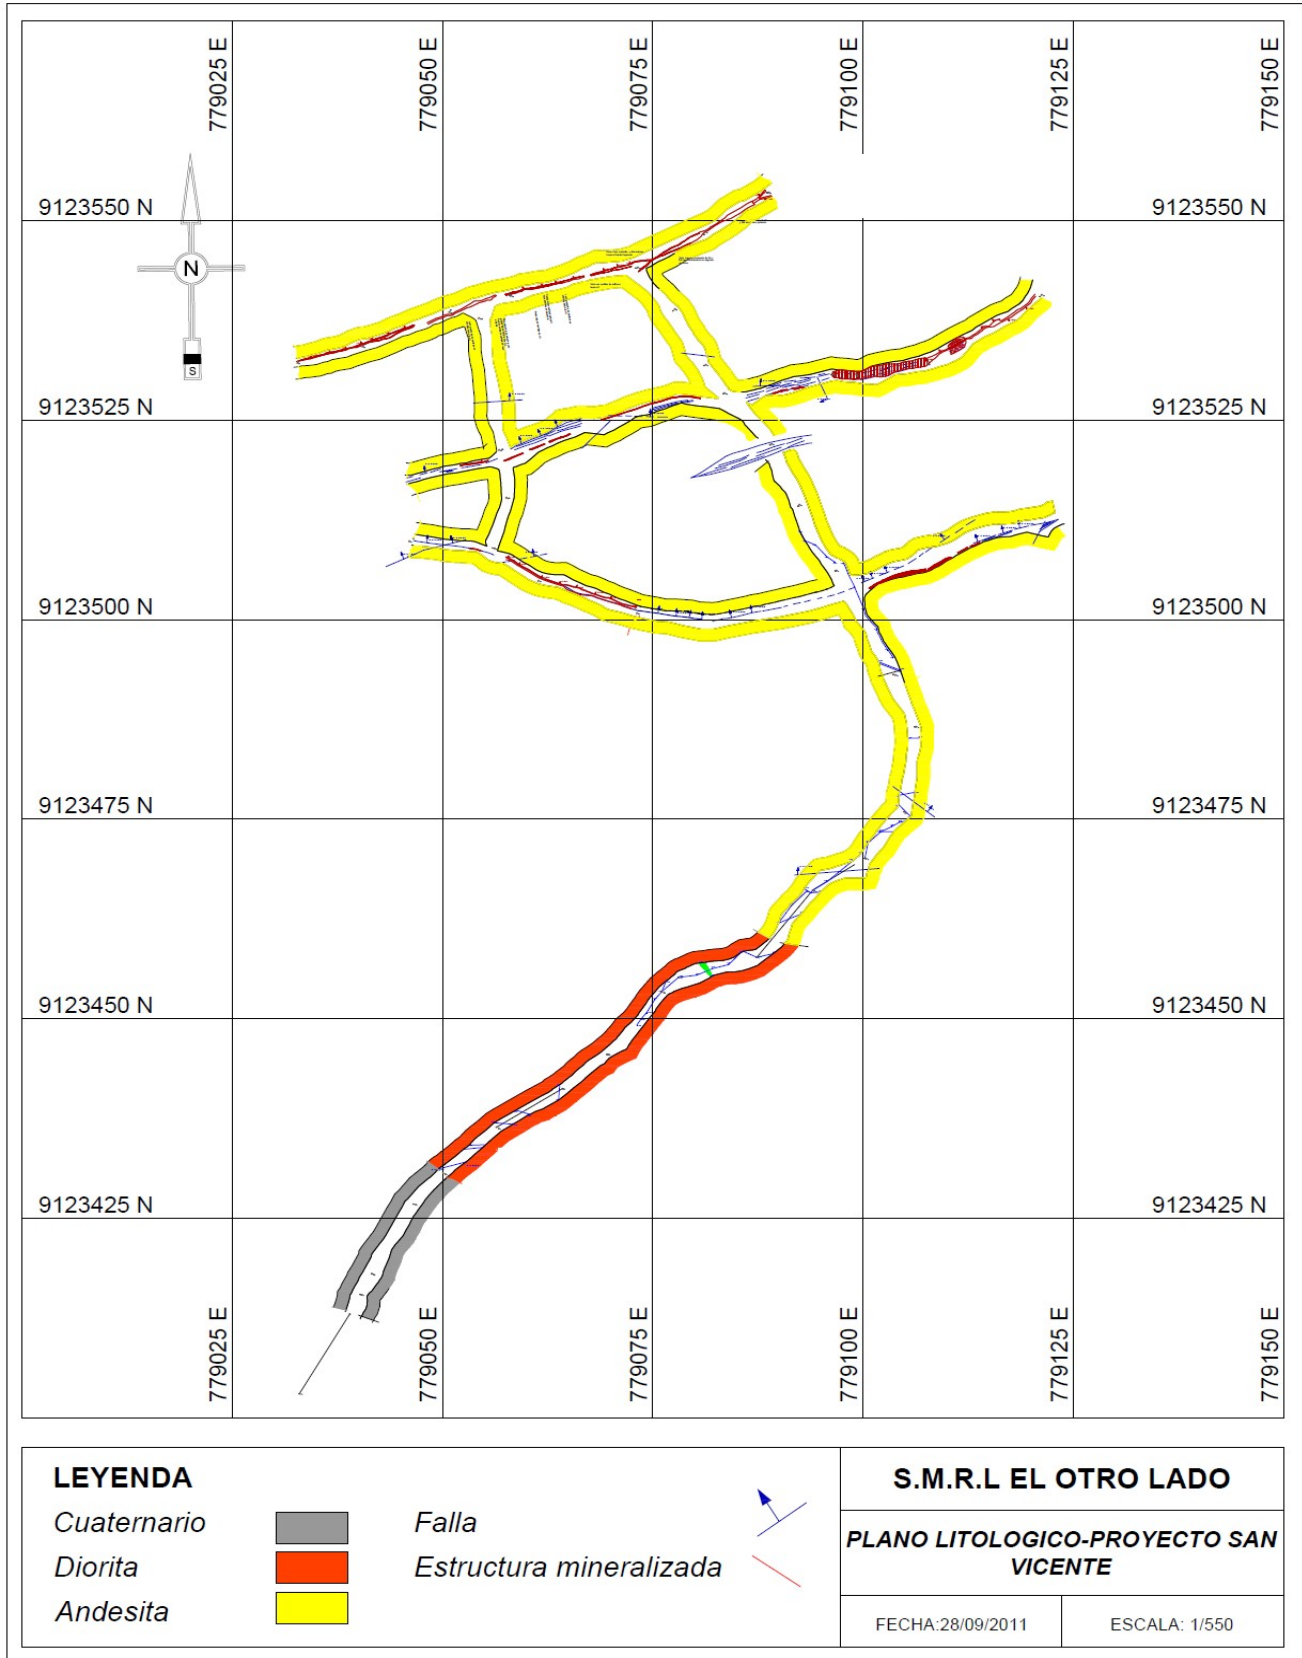 779025 E
779050 E
779075 E
779100 E
779125 E
779150 E
9123550 N
9123550 N
N
S
9123525 N
9123525 N
9123500 N
9123500 N
9123475 N
9123475 N
9123450 N
9123450 N
9123425 N
9123425 N
779025 E
779050 E
779075 E
779100 E
779125 E
779150 E
LEYENDA
Cuaternario
Diorita
Andesita
Falla
Estructura mineralizada
S.M.R.L EL OTRO LADO
PLANO LITOLOGICO-PROYECTO SAN
VICENTE
FECHA:28/09/2011
ESCALA: 1/550